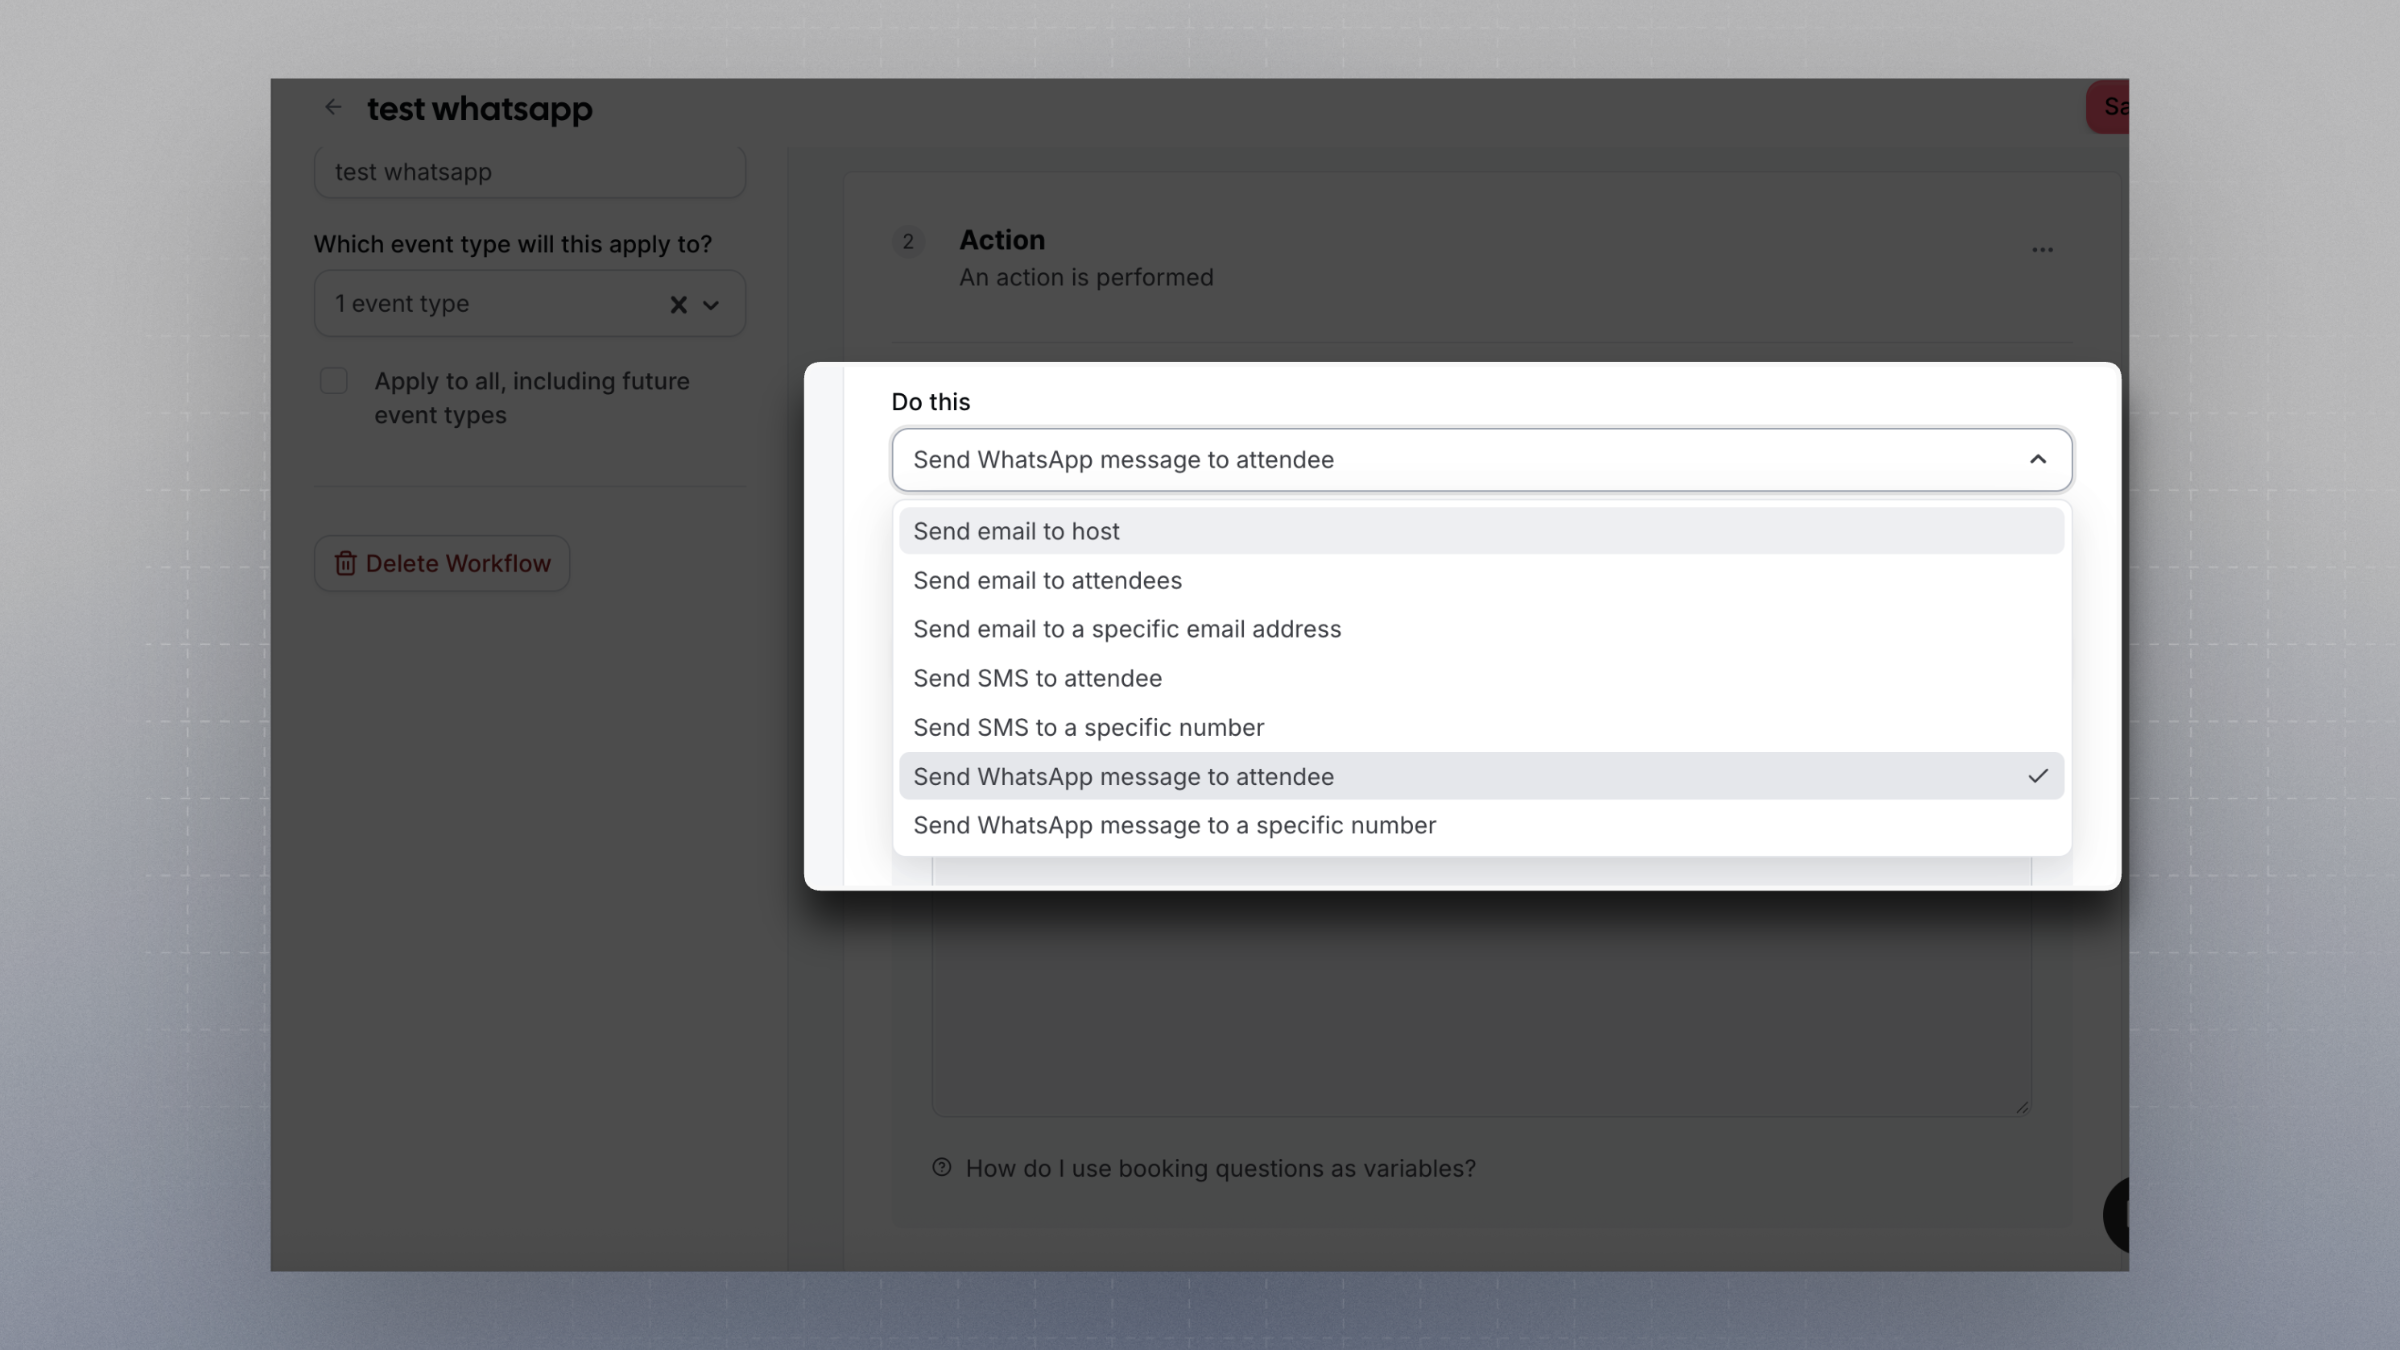 test whatsapp
test whatsapp
Which event type will this apply to?
1 event type
Apply to all, including future
event types
Delete Workflow
2
Action
An action is performed
Do this
Send WhatsApp message to attendee
Send email to host
Send email to attendees
Send email to a specific email address
Send SMS to attendee
Send SMS to a specific number
Send WhatsApp message to attendee
Send WhatsApp message to a specific number
How do I use booking questions as variables?